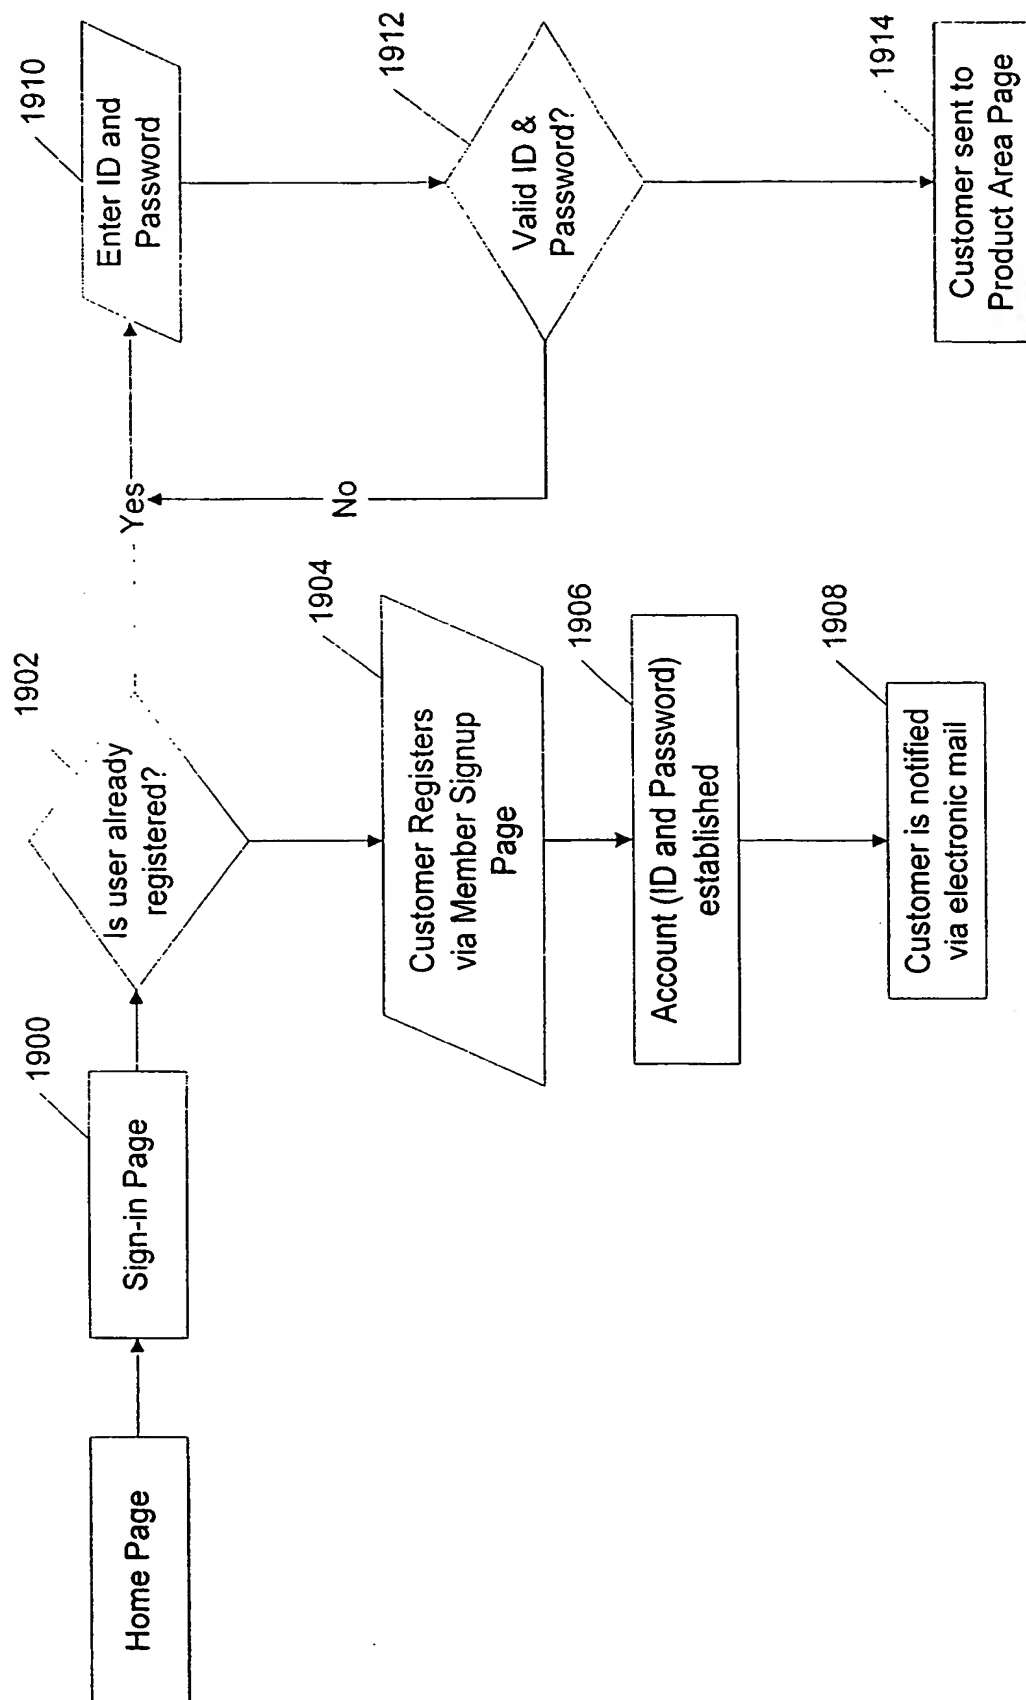 Home Page
Sign-in Page
1900
Is user already
registered?
1902
Yes
Enter ID and
Password
1910
Customer Registers
via Member Signup
Page
1904
No
Valid ID &
Password?
1912
Account (ID and Password)
established
1906
Customer is notified
via electronic mail
1908
Customer sent to
Product Area Page
1914